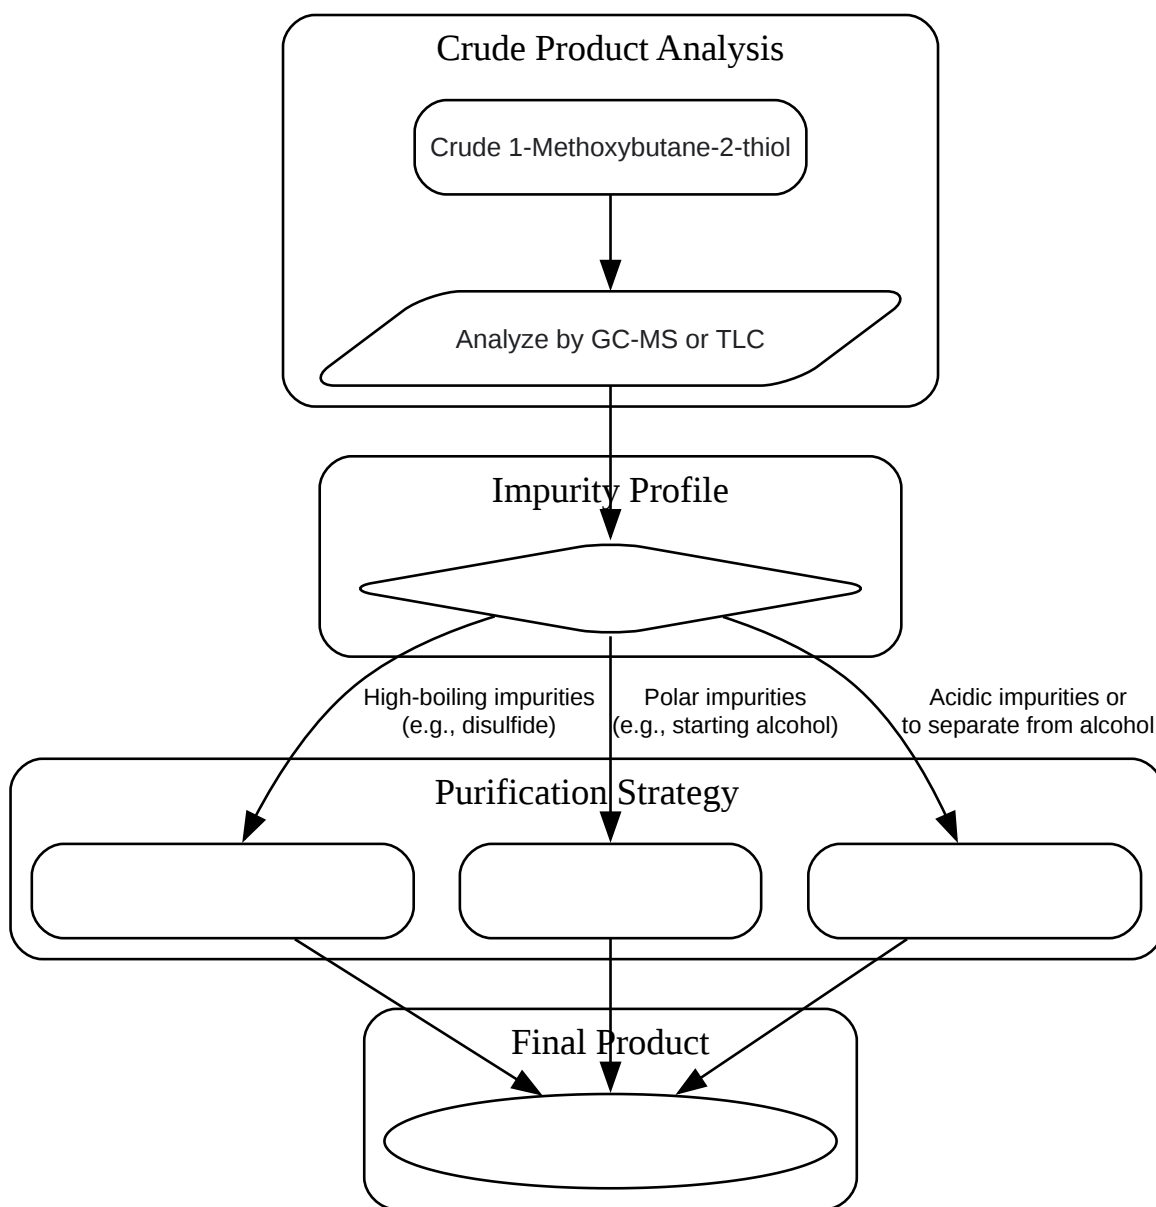 Crude Product Analysis
Crude 1-Methoxybutane-2-thiol
Analyze by GC-MS or TLC
Impurity Profile
High-boiling impurities
(e.g., disulfide)
Polar impurities
(e.g., starting alcohol)
Acidic impurities or
to separate from alcohol
Purification Strategy
Final Product